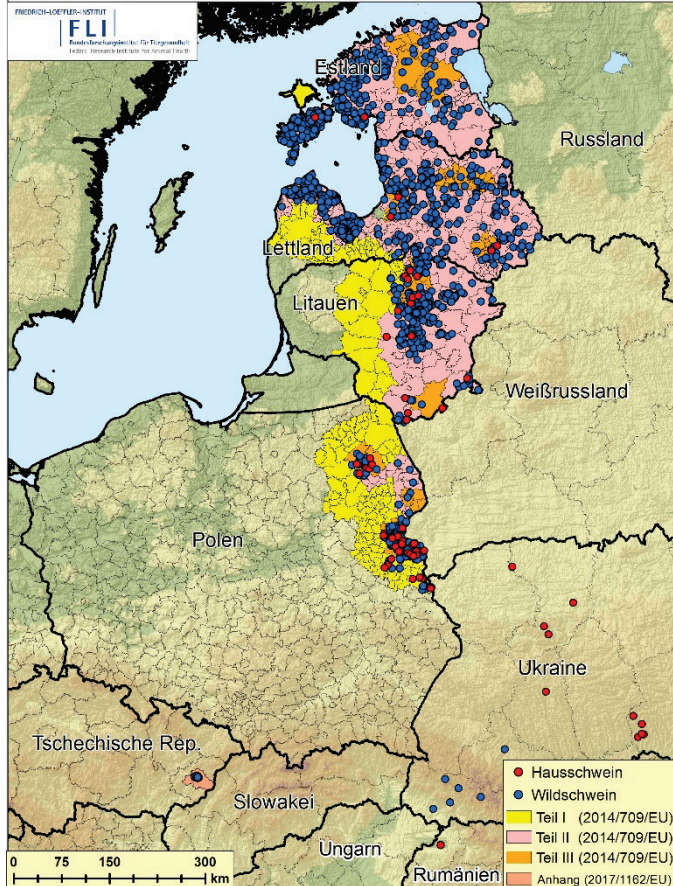 FRIEDRICH-LOEFFLER-INSTITUT
FLI
Bundesforschungsinstitut für Tiergesundheit
Federal Research Institute for Animal Health
Estland
Russland
Lettland
Litauen
Weißrussland
Polen
Ukraine
Tschechische Rep.
Slowakei
Ungarn
Rumänien
Hausschwein
Wildschwein
Teil I (2014/709/EU)
Teil II (2014/709/EU)
Teil III (2014/709/EU)
Anhang (2017/1162/EU)
0 75 150 300
km